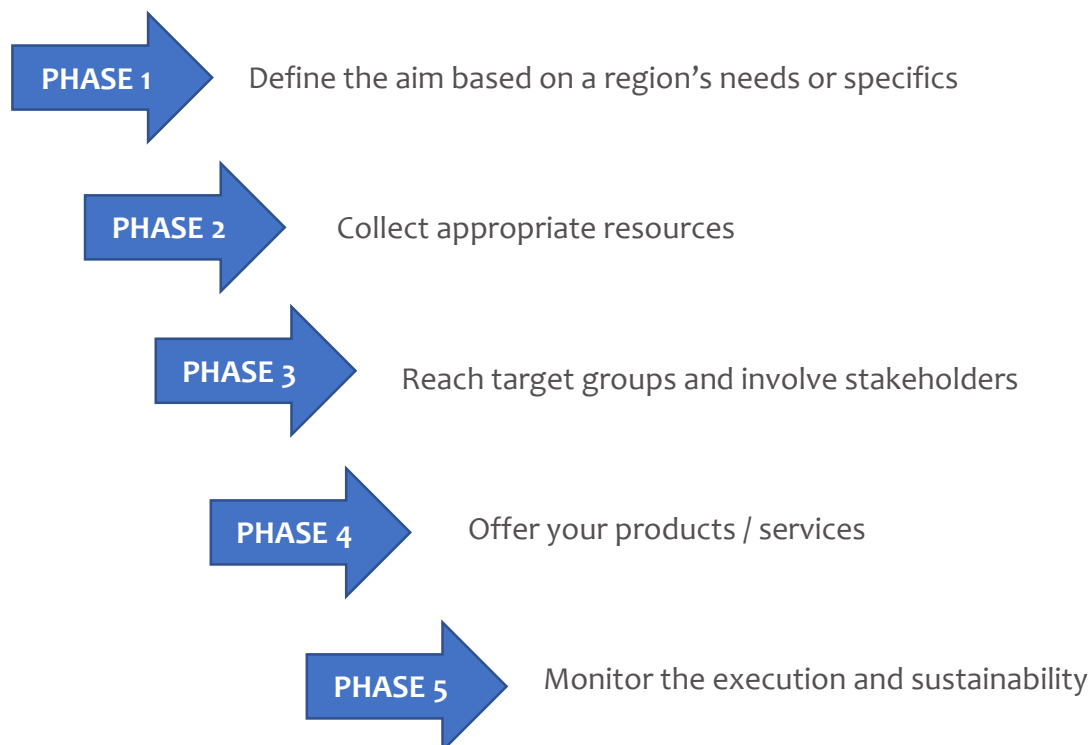 PHASE 1
Define the aim based on a region’s needs or specifics
PHASE 2
Collect appropriate resources
PHASE 3
Reach target groups and involve stakeholders
PHASE 4
Offer your products / services
PHASE 5
Monitor the execution and sustainability